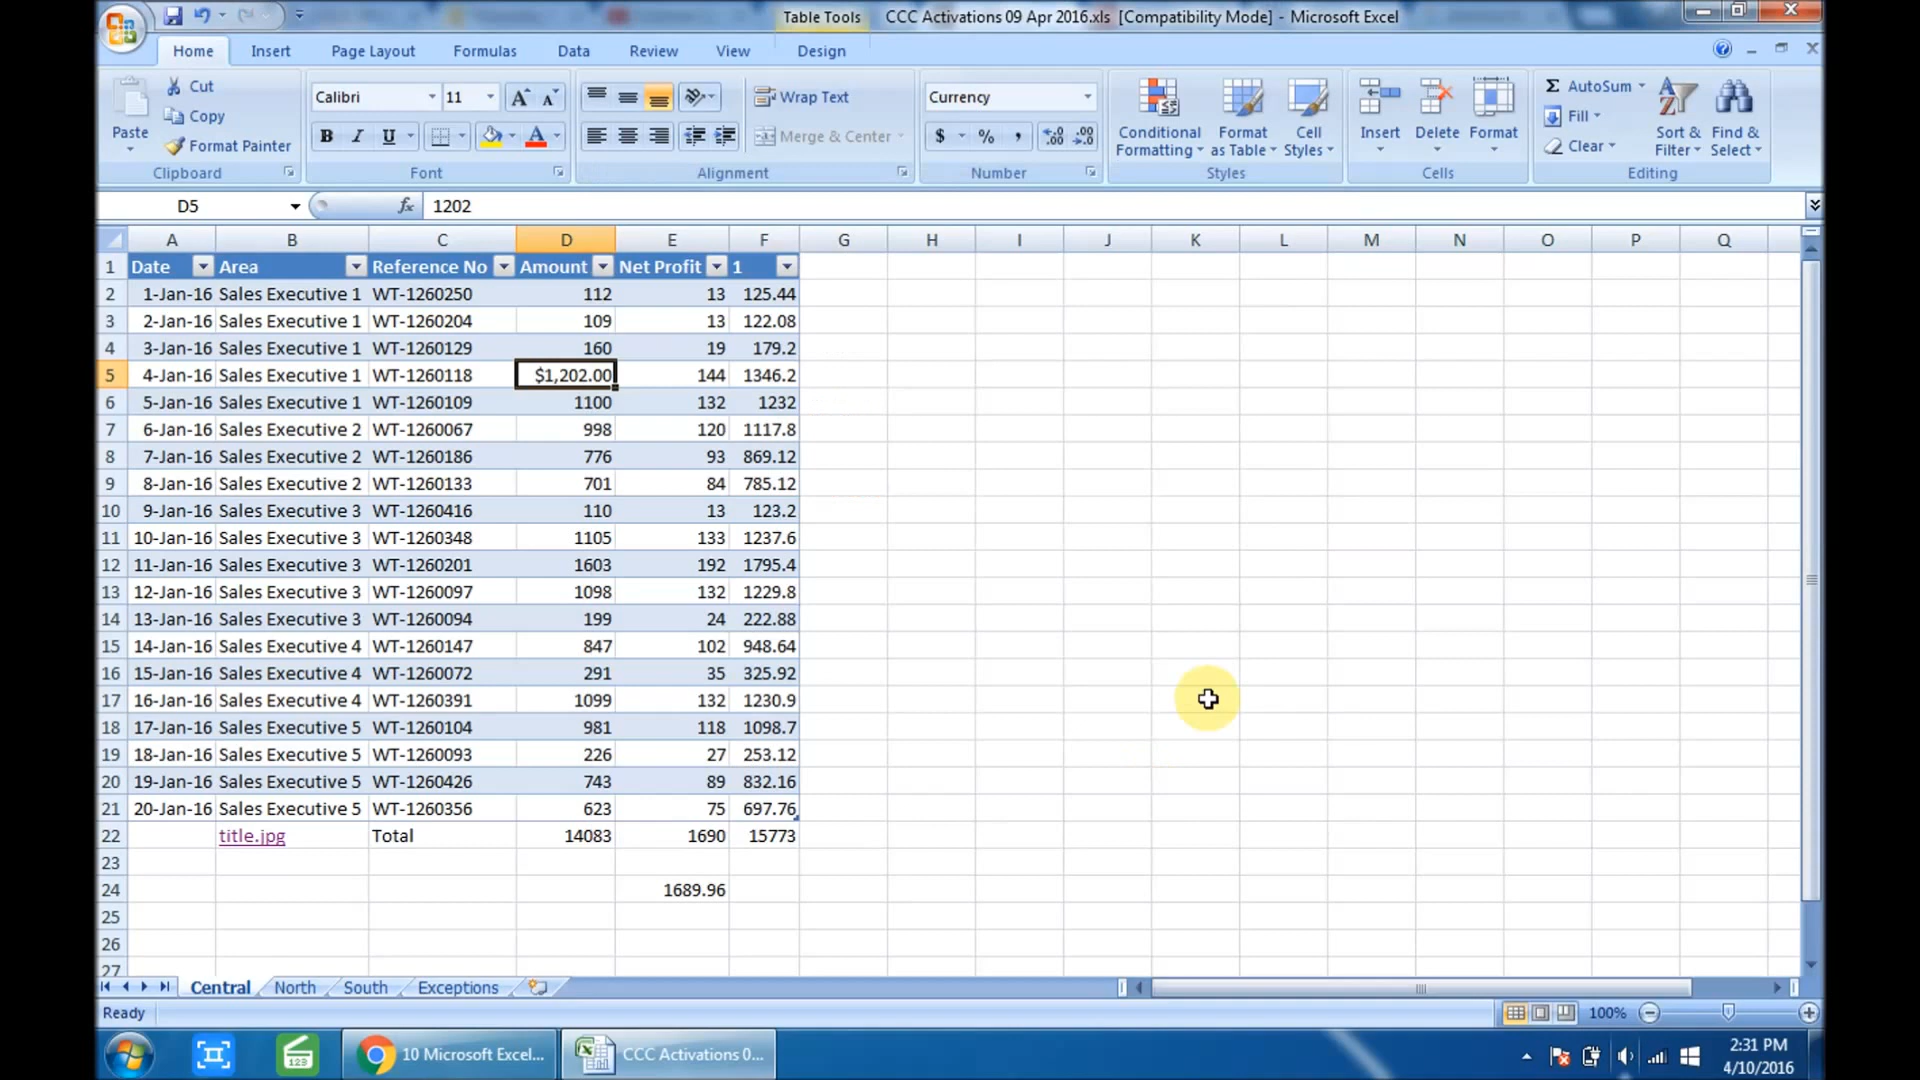 Table Tools CCC Activations 09 Apr 2016.xls [Compatibility Mode] - Microsoft Excel
Home Insert Page Layout Formulas Data Review View Design
Paste
Cut
Copy
Format Painter
Clipboard
Calibri 11
B I U
Font
Wrap Text
Merge & Center
Alignment
Currency
$ % ,
Number
Conditional Formatting
Format as Table
Cell Styles
Styles
Insert Delete Format
Cells
AutoSum
Fill
Clear
Sort & Filter
Find & Select
Editing
D5 fx 1202
A B C D E F G H I J K L M N O P Q
1 Date Area Reference No Amount Net Profit 1
2 1-Jan-16 Sales Executive 1 WT-1260250 112 13 125.44
3 2-Jan-16 Sales Executive 1 WT-1260204 109 13 122.08
4 3-Jan-16 Sales Executive 1 WT-1260129 160 19 179.2
5 4-Jan-16 Sales Executive 1 WT-1260118 $1,202.00 144 1346.2
6 5-Jan-16 Sales Executive 1 WT-1260109 1100 132 1232
7 6-Jan-16 Sales Executive 2 WT-1260067 998 120 1117.8
8 7-Jan-16 Sales Executive 2 WT-1260186 776 93 869.12
9 8-Jan-16 Sales Executive 2 WT-1260133 701 84 785.12
10 9-Jan-16 Sales Executive 3 WT-1260416 110 13 123.2
11 10-Jan-16 Sales Executive 3 WT-1260348 1105 133 1237.6
12 11-Jan-16 Sales Executive 3 WT-1260201 1603 192 1795.4
13 12-Jan-16 Sales Executive 3 WT-1260097 1098 132 1229.8
14 13-Jan-16 Sales Executive 3 WT-1260094 199 24 222.88
15 14-Jan-16 Sales Executive 4 WT-1260147 847 102 948.64
16 15-Jan-16 Sales Executive 4 WT-1260072 291 35 325.92
17 16-Jan-16 Sales Executive 4 WT-1260391 1099 132 1230.9
18 17-Jan-16 Sales Executive 5 WT-1260104 981 118 1098.7
19 18-Jan-16 Sales Executive 5 WT-1260093 226 27 253.12
20 19-Jan-16 Sales Executive 5 WT-1260426 743 89 832.16
21 20-Jan-16 Sales Executive 5 WT-1260356 623 75 697.76
22 title.jpg Total 14083 1690 15773
23
24 1689.96
25
26
27
Central North South Exceptions
Ready 100%
10 Microsoft Excel... CCC Activations 0...
2:31 PM
4/10/2016